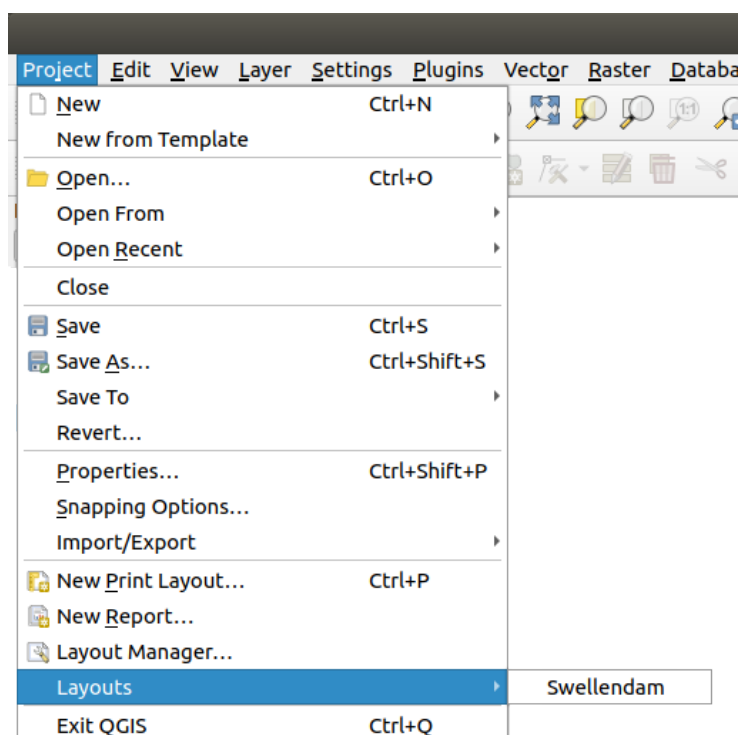 Project Edit View Layer Settings Plugins Vector Raster Databa
New Ctrl+N
New from Template
Open... Ctrl+O
Open From
Open Recent
Close
Save Ctrl+S
Save As... Ctrl+Shift+S
Save To
Revert...
Properties... Ctrl+Shift+P
Snapping Options...
Import/Export
New Print Layout... Ctrl+P
New Report...
Layout Manager...
Layouts Swellendam
Exit QGIS Ctrl+Q